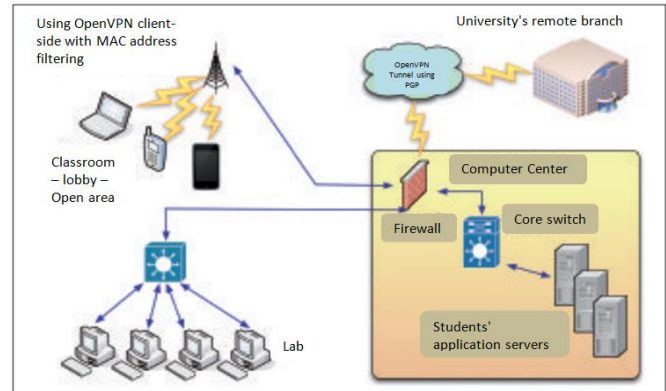 Using OpenVPN client-
side with MAC address
filtering
University's remote branch
OpenVPN
Tunnel using
PGP
Classroom
– lobby –
Open area
Computer Center
Firewall
Core switch
Students'
application servers
Lab